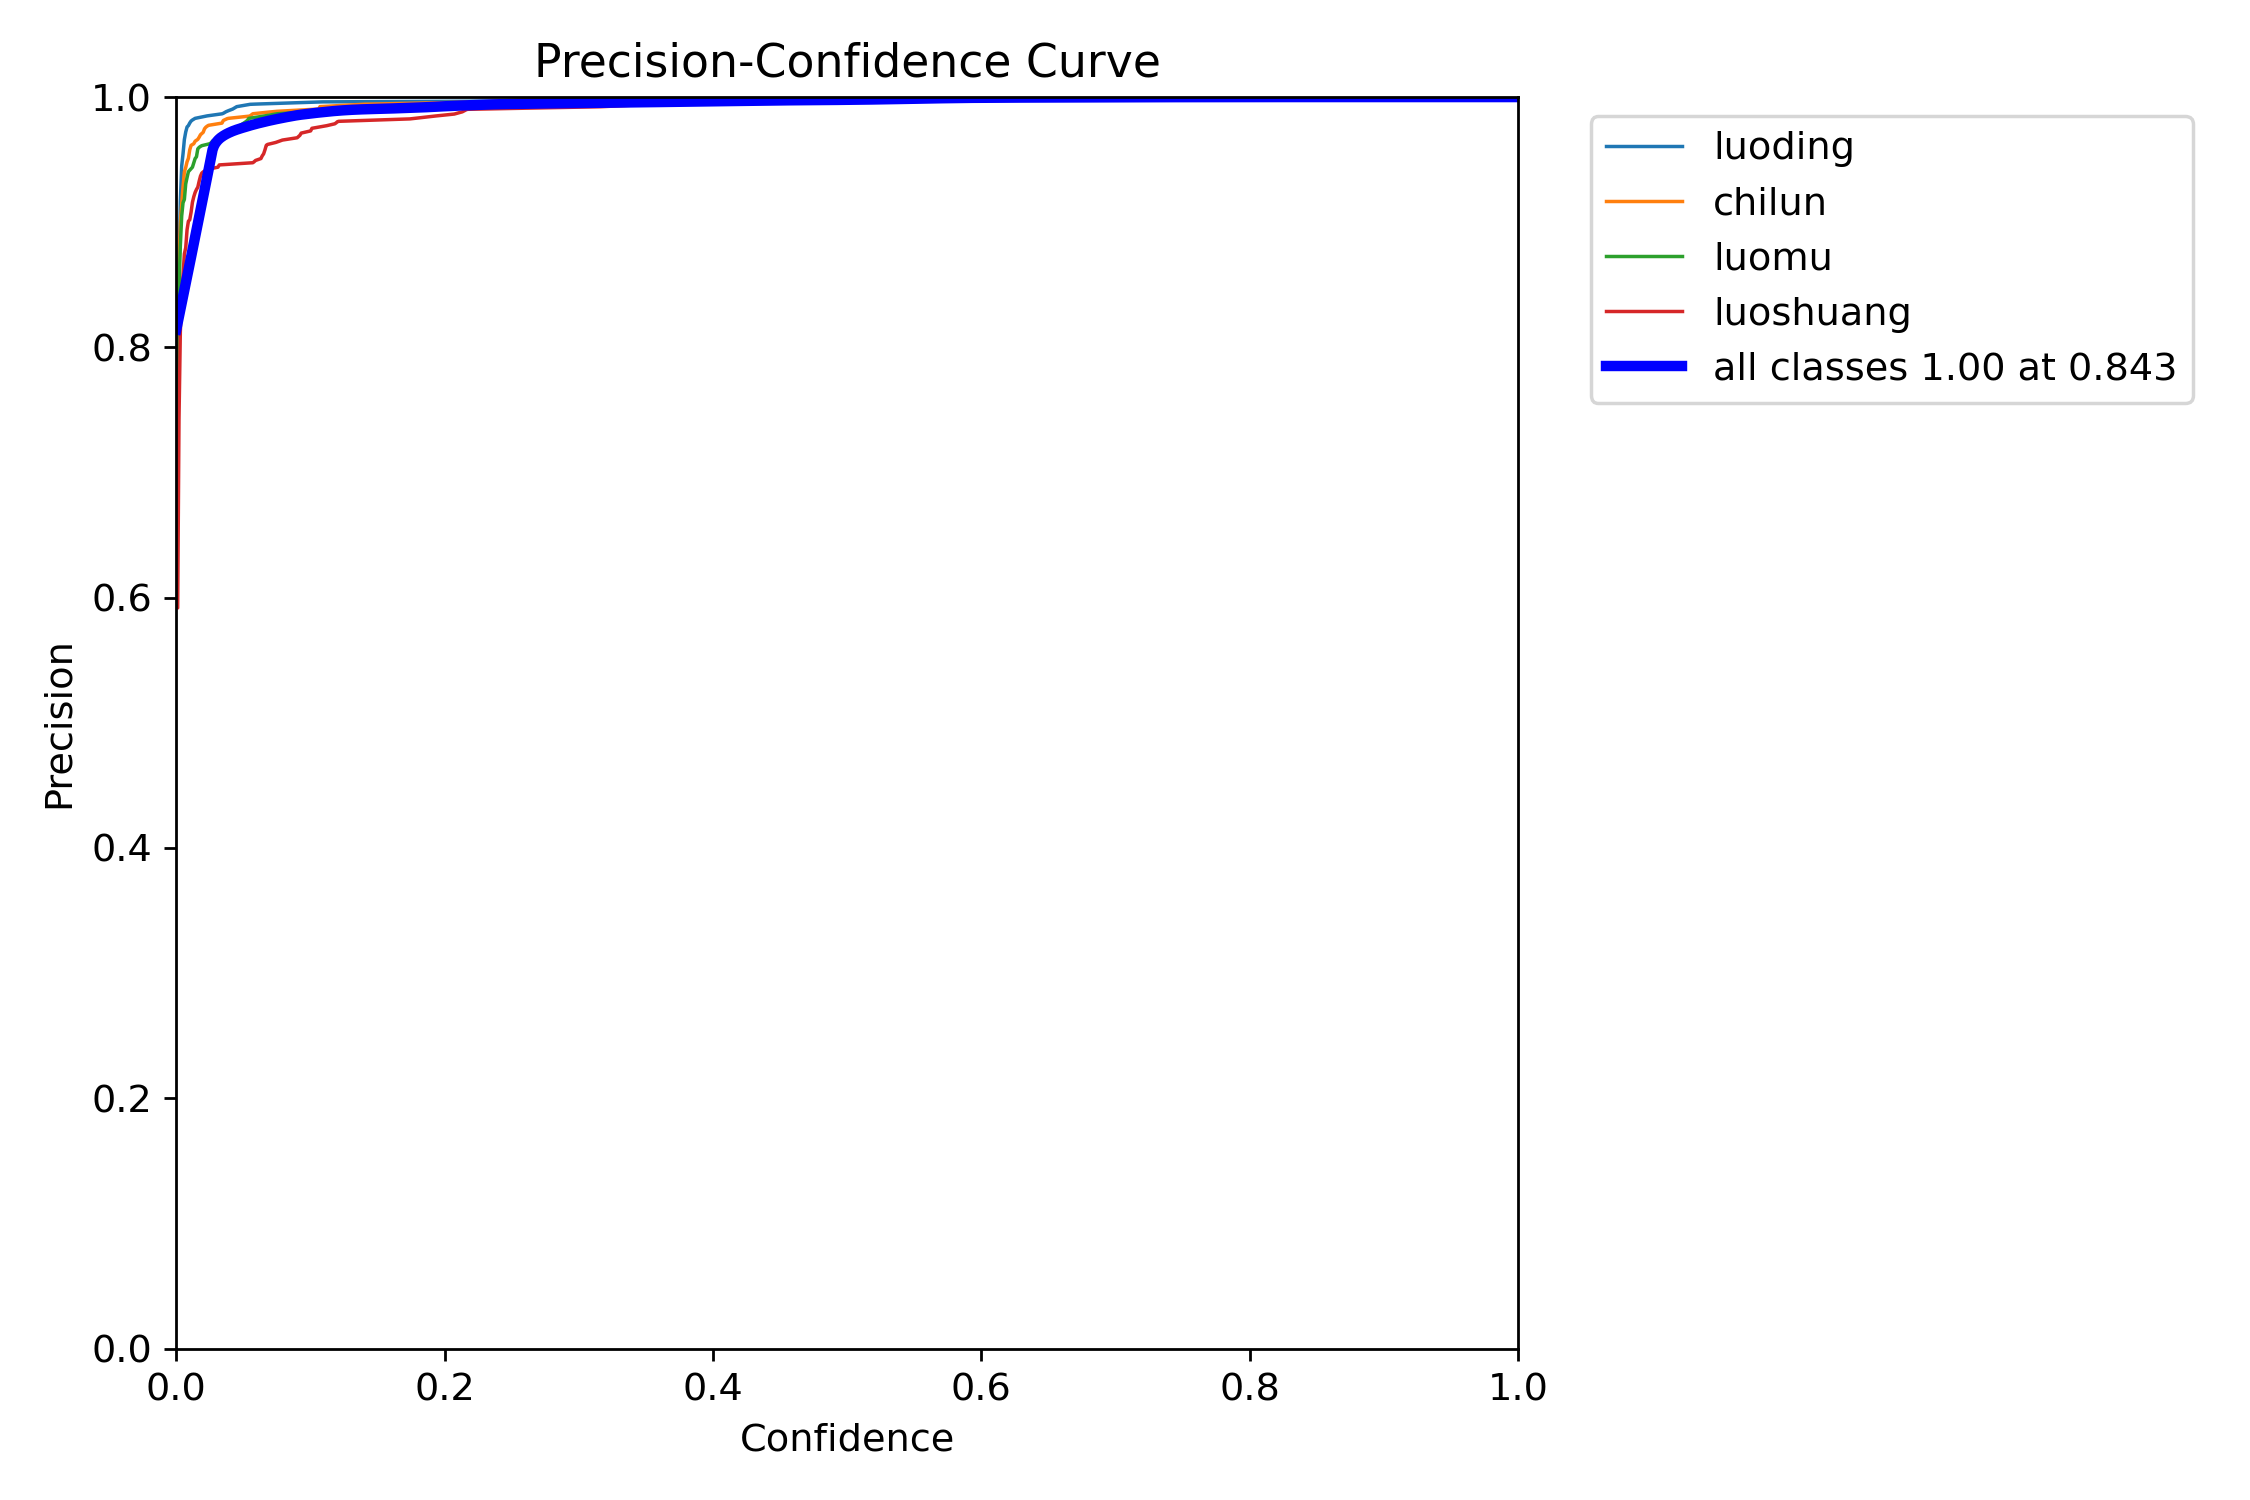 Precision-Confidence Curve
1.0
0.8
0.6
0.4
0.2
0.0
Precision
0.0 0.2 0.4 0.6 0.8 1.0
Confidence
luoding
chilun
luomu
luoshuang
all classes 1.00 at 0.843